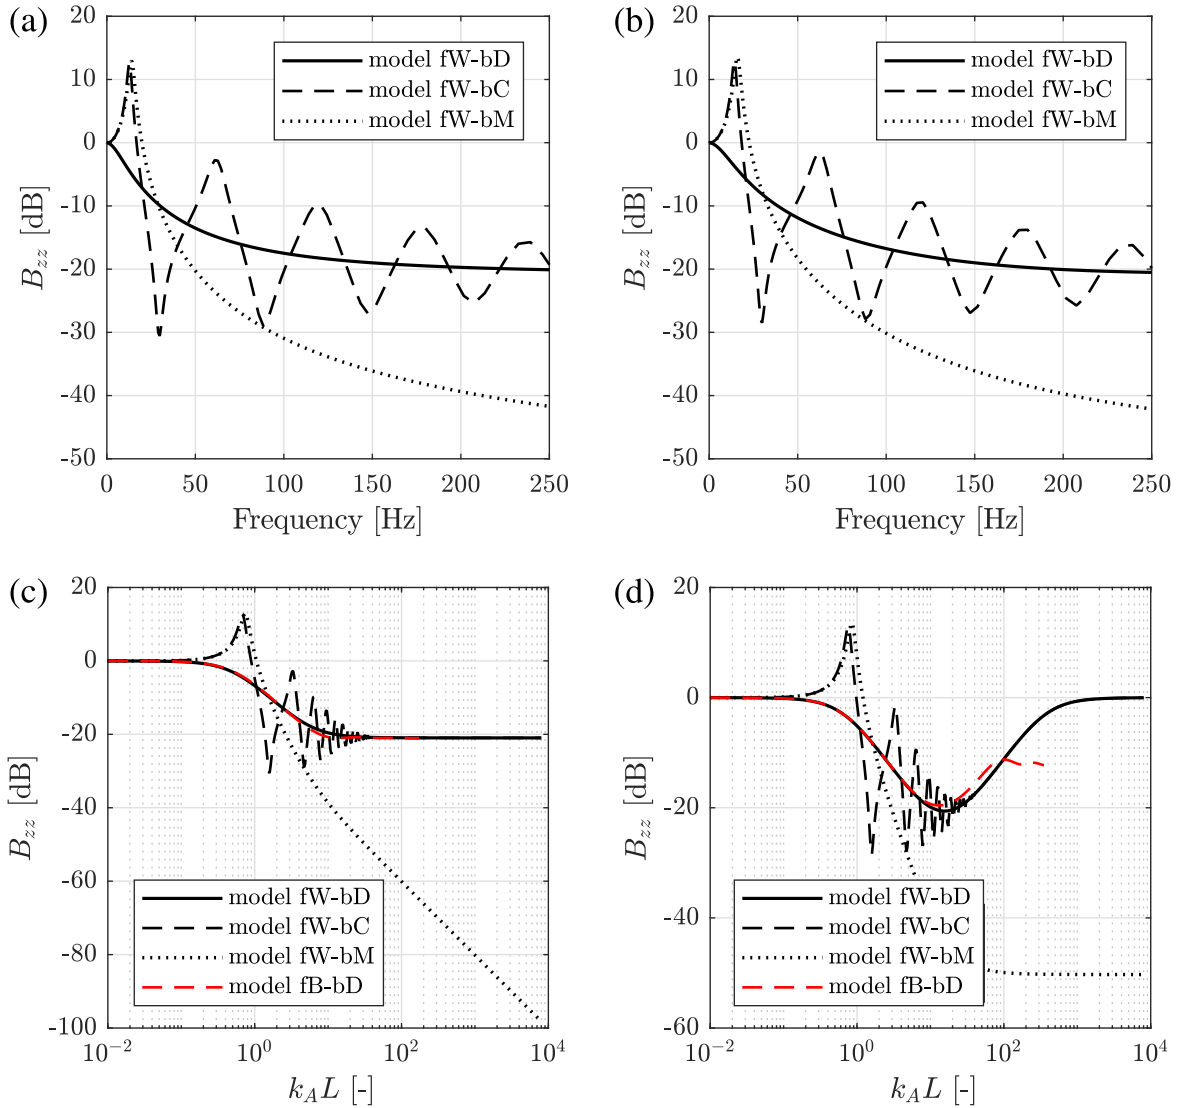 (a)
20
10
0
-10
-20
-30
-40
-50
B_zz [dB]
0 50 100 150 200 250
Frequency [Hz]
model fW-bD
model fW-bC
model fW-bM
(b)
20
10
0
-10
-20
-30
-40
-50
B_zz [dB]
0 50 100 150 200 250
Frequency [Hz]
model fW-bD
model fW-bC
model fW-bM
(c)
20
0
-20
-40
-60
-80
-100
B_zz [dB]
10^-2 10^0 10^2 10^4
k_A L [-]
model fW-bD
model fW-bC
model fW-bM
model fB-bD
(d)
20
0
-20
-40
-60
B_zz [dB]
10^-2 10^0 10^2 10^4
k_A L [-]
model fW-bD
model fW-bC
model fW-bM
model fB-bD